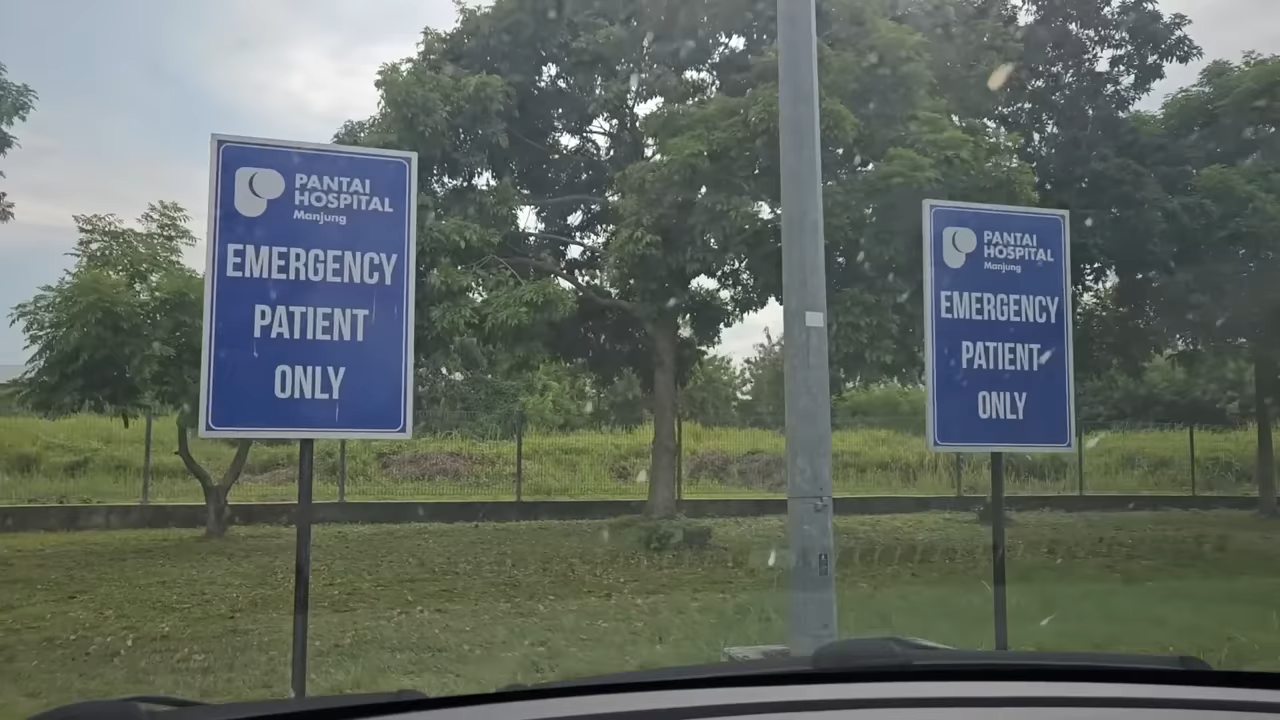 PANTAI
HOSPITAL
Manjung
EMERGENCY
PATIENT
ONLY
PANTAI
HOSPITAL
Manjung
EMERGENCY
PATIENT
ONLY